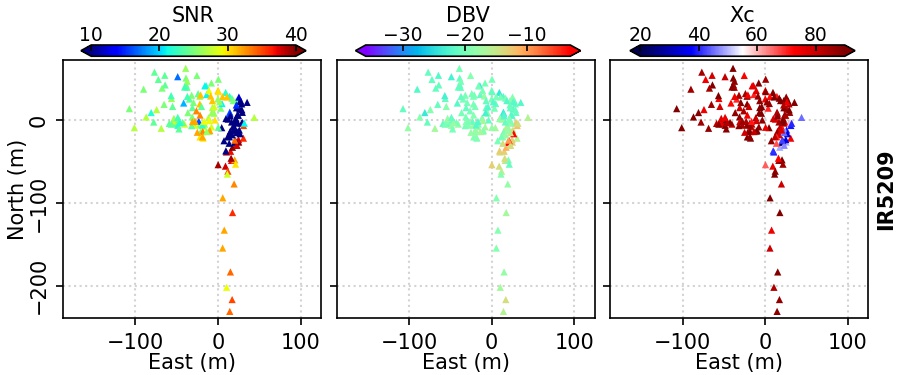 SNR
DBV
Xc
10 20 30 40
−30 −20 −10
20 40 60 80
North (m)
0
−100
−200
IR5209
−100 0 100
−100 0 100
−100 0 100
East (m)
East (m)
East (m)